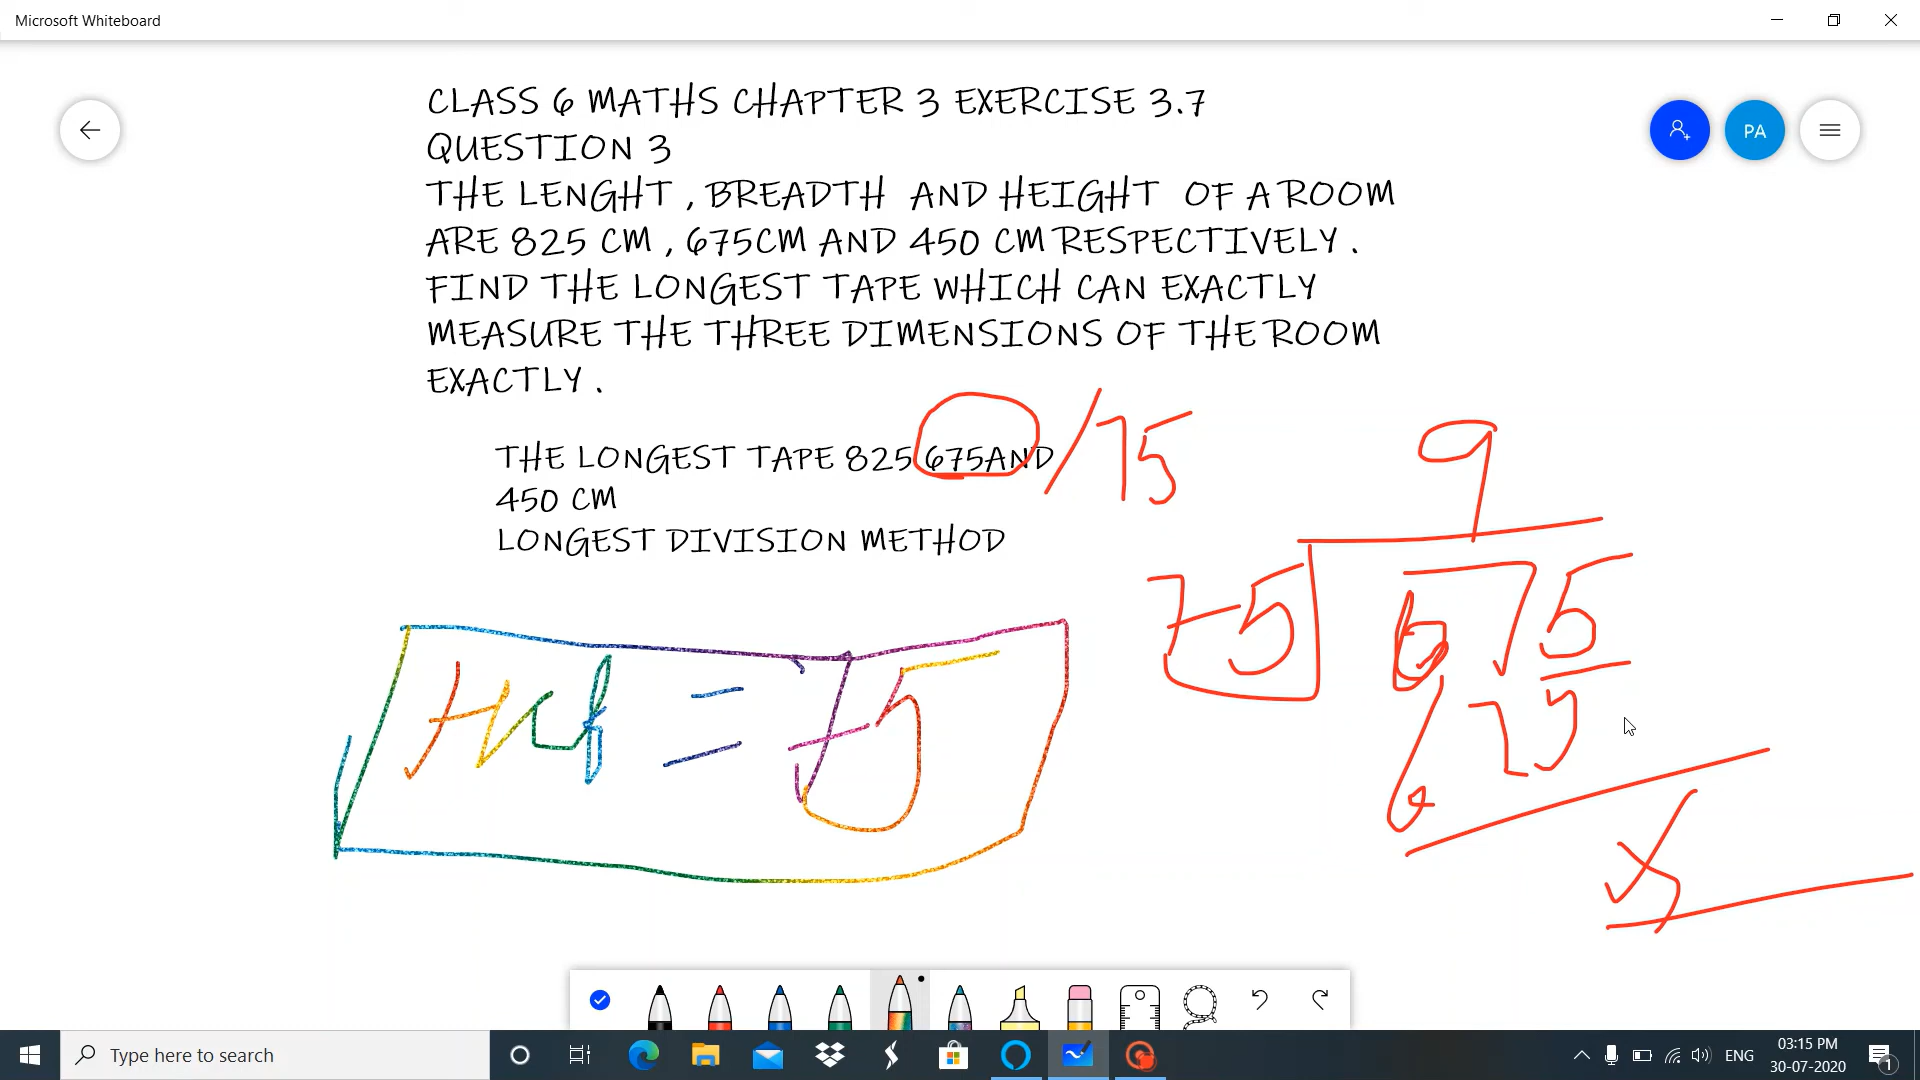 Microsoft Whiteboard
CLASS 6 MATHS CHAPTER 3 EXERCISE 3.7
QUESTION 3
THE LENGHT , BREADTH AND HEIGHT OF A ROOM
ARE 825 CM , 675CM AND 450 CM RESPECTIVELY .
FIND THE LONGEST TAPE WHICH CAN EXACTLY
MEASURE THE THREE DIMENSIONS OF THE ROOM
EXACTLY .
PA
THE LONGEST TAPE 825 675AND
450 CM
LONGEST DIVISION METHOD
/75
9
75 675
675
= 75
Type here to search
ENG
03:15 PM
30-07-2020
1